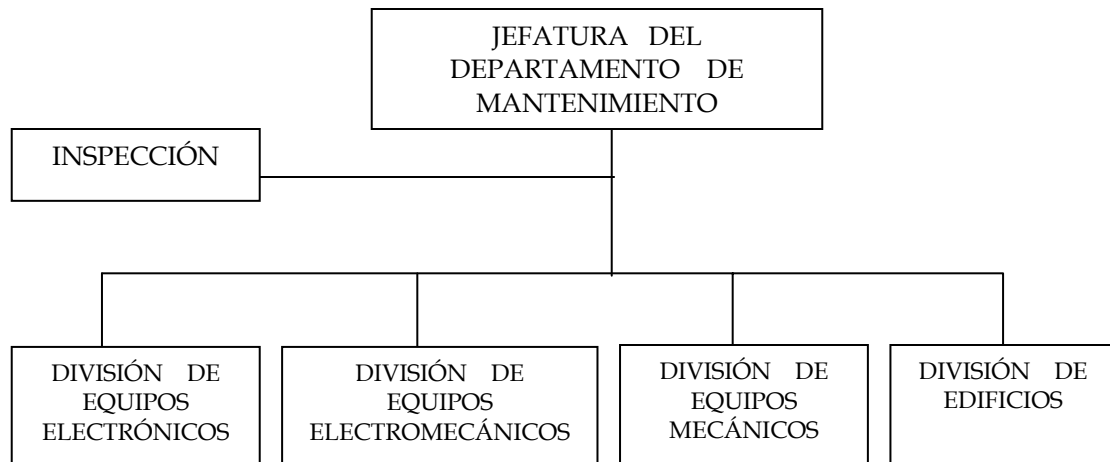 JEFATURA DEL
DEPARTAMENTO DE
MANTENIMIENTO
INSPECCIÓN
DIVISIÓN DE
EQUIPOS
ELECTRÓNICOS
DIVISIÓN DE
EQUIPOS
ELECTROMECÁNICOS
DIVISIÓN DE
EQUIPOS
MECÁNICOS
DIVISIÓN DE
EDIFICIOS